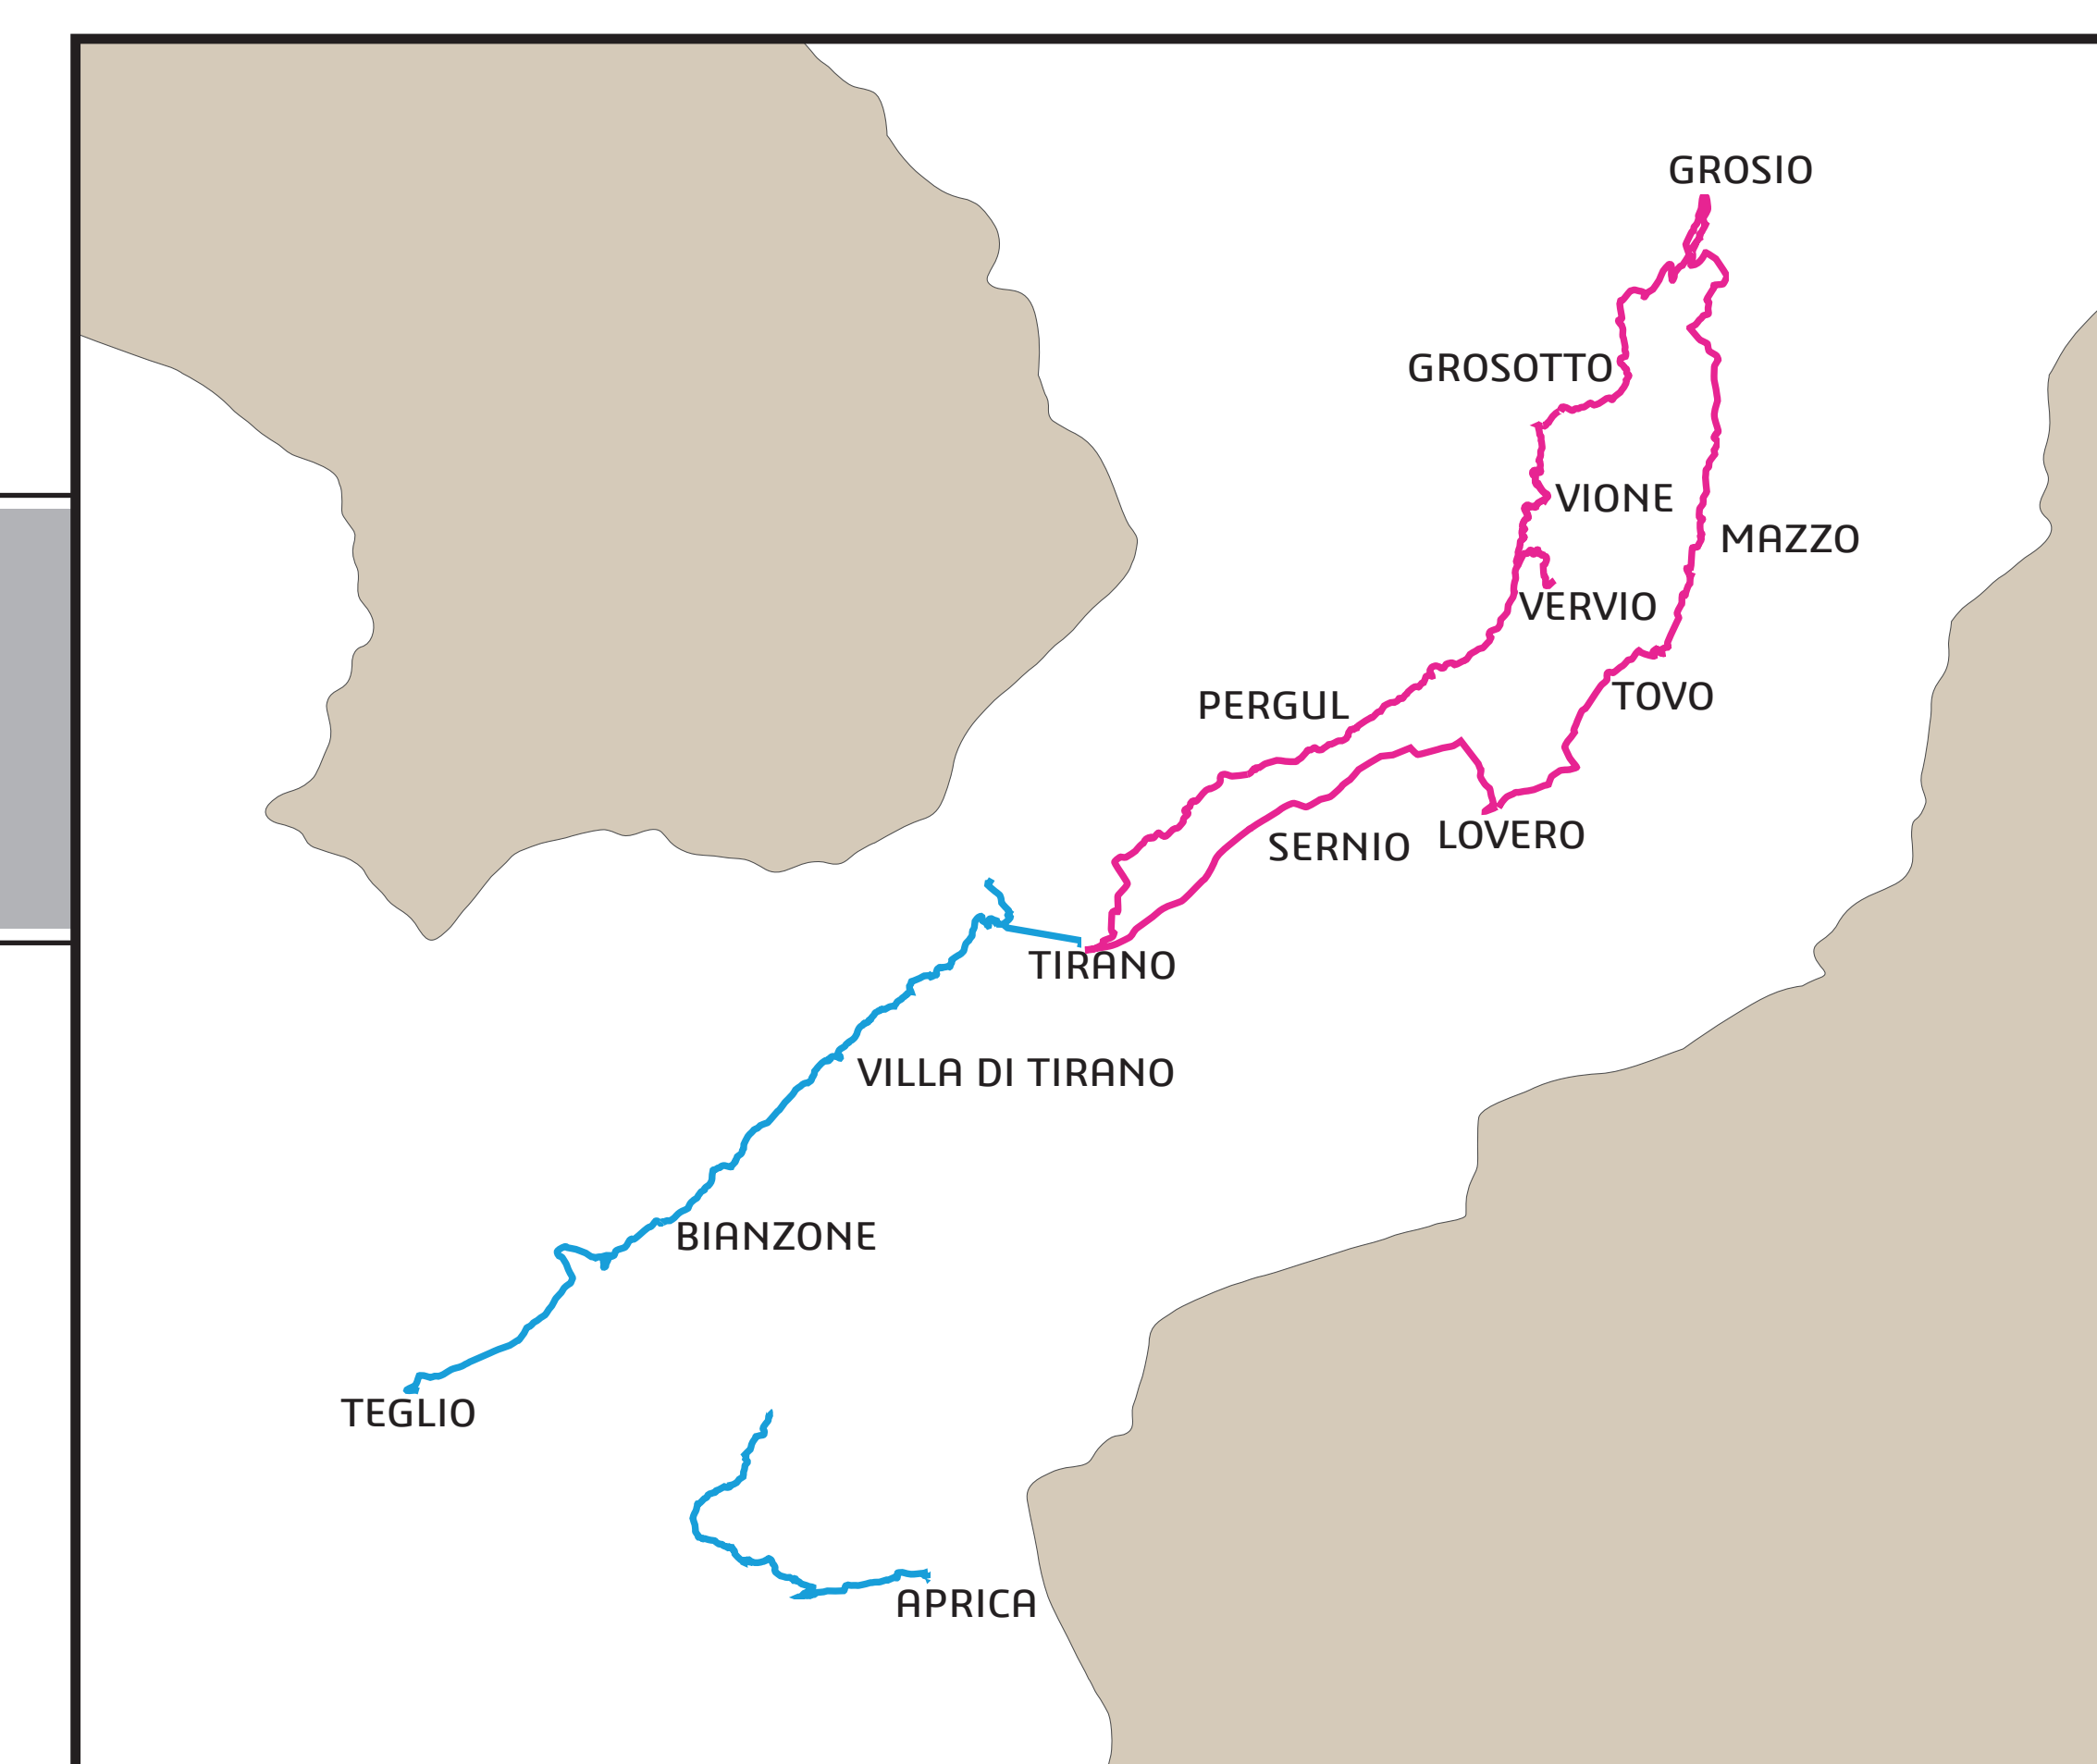 GROSIO
GROSOTTO
VIONE
MAZZO
VERVIO
TOVO
PERGUL
LOVERO
SERNIO
TIRANO
VILLA DI TIRANO
BIANZONE
TEGLIO
APRICA